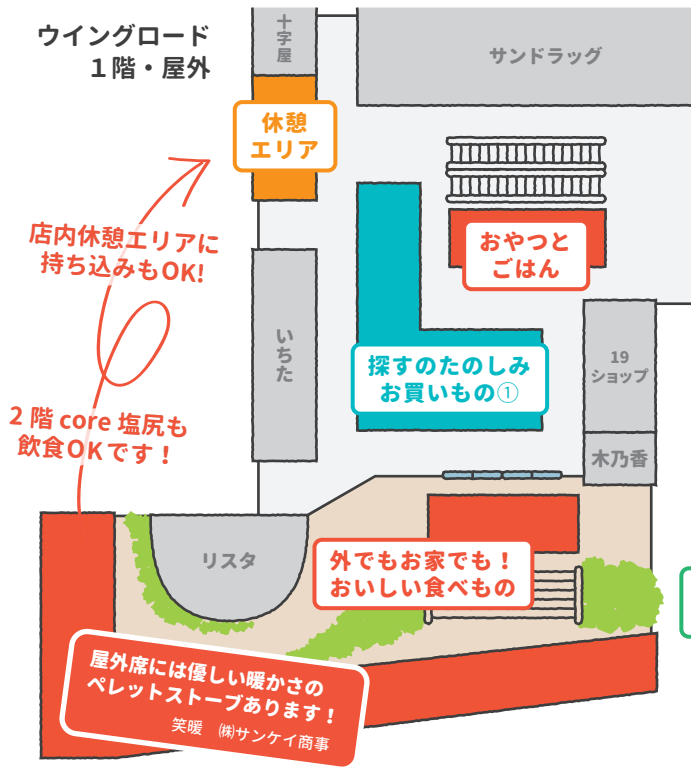 ウイングロード
1階・屋外
十字屋
サンドラッグ
休憩
エリア
おやつと
ごはん
店内休憩エリアに
持ち込みもOK!
いちた
探すのたのしみ
お買いもの①
19
ショップ
木乃香
2階 core 塩尻も
飲食OKです！
リスタ
外でもお家でも！
おいしい食べもの
屋外席には優しい暖かさの
ペレットストーブあります！
笑暖　㈱サンケイ商事